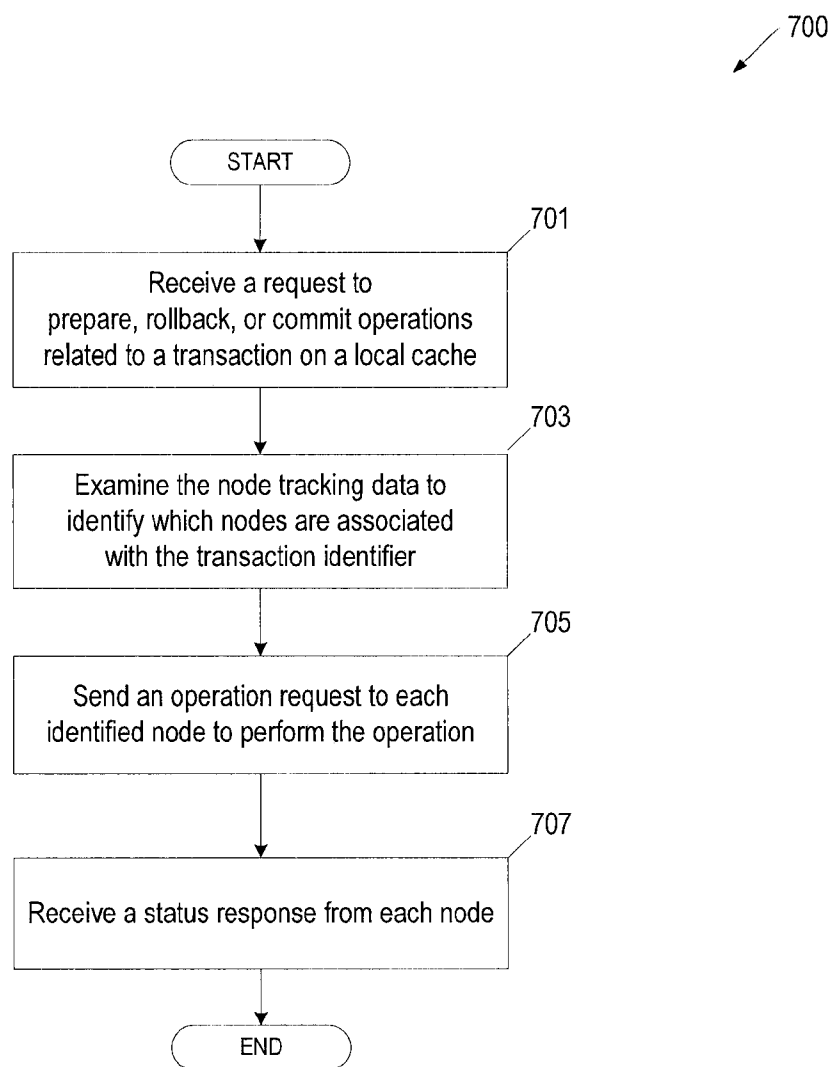 700
START
701
Receive a request to
prepare, rollback, or commit operations
related to a transaction on a local cache
703
Examine the node tracking data to
identify which nodes are associated
with the transaction identifier
705
Send an operation request to each
identified node to perform the operation
707
Receive a status response from each node
END